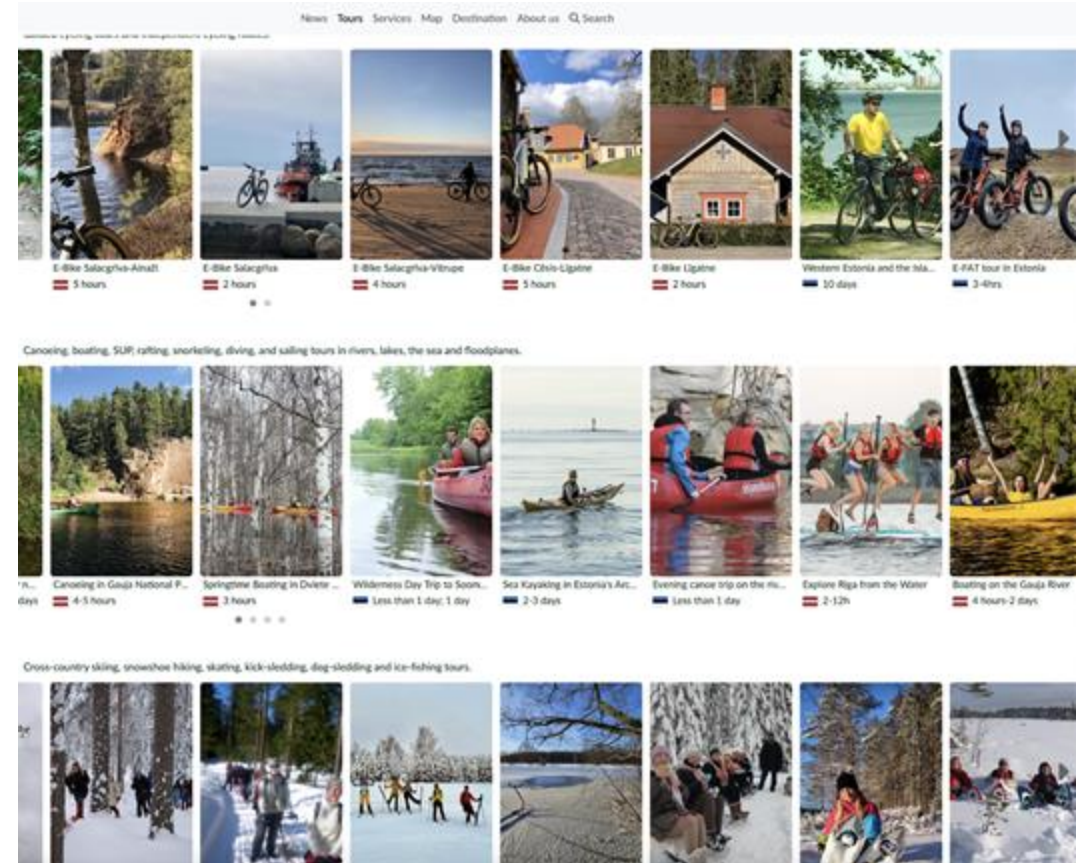 News Tours Services Map Destination About us Search
E-Bike Salacgrīva-Ainaži
5 hours
E-Bike Salacgrīva
2 hours
E-Bike Salacgrīva-Vitrupe
4 hours
E-Bike Cēsis-Līgatne
5 hours
E-Bike Līgatne
2 hours
Western Estonia and the Isla...
10 days
E-FAT tour in Estonia
3-4hrs
Canoeing, boating, SUP, rafting, snorkeling, diving, and sailing tours in rivers, lakes, the sea and floodplanes.
days
Canoeing in Gauja National P...
4-5 hours
Springtime Boating in Dviete ...
3 hours
Wilderness Day Trip to Soom...
Less than 1 day; 1 day
Sea Kayaking in Estonia's Arc...
2-3 days
Evening canoe trip on the riv...
Less than 1 day
Explore Riga from the Water
2-12h
Boating on the Gauja River
4 hours-2 days
Cross-country skiing, snowshoe hiking, skating, kick-sledding, dog-sledding and ice-fishing tours.